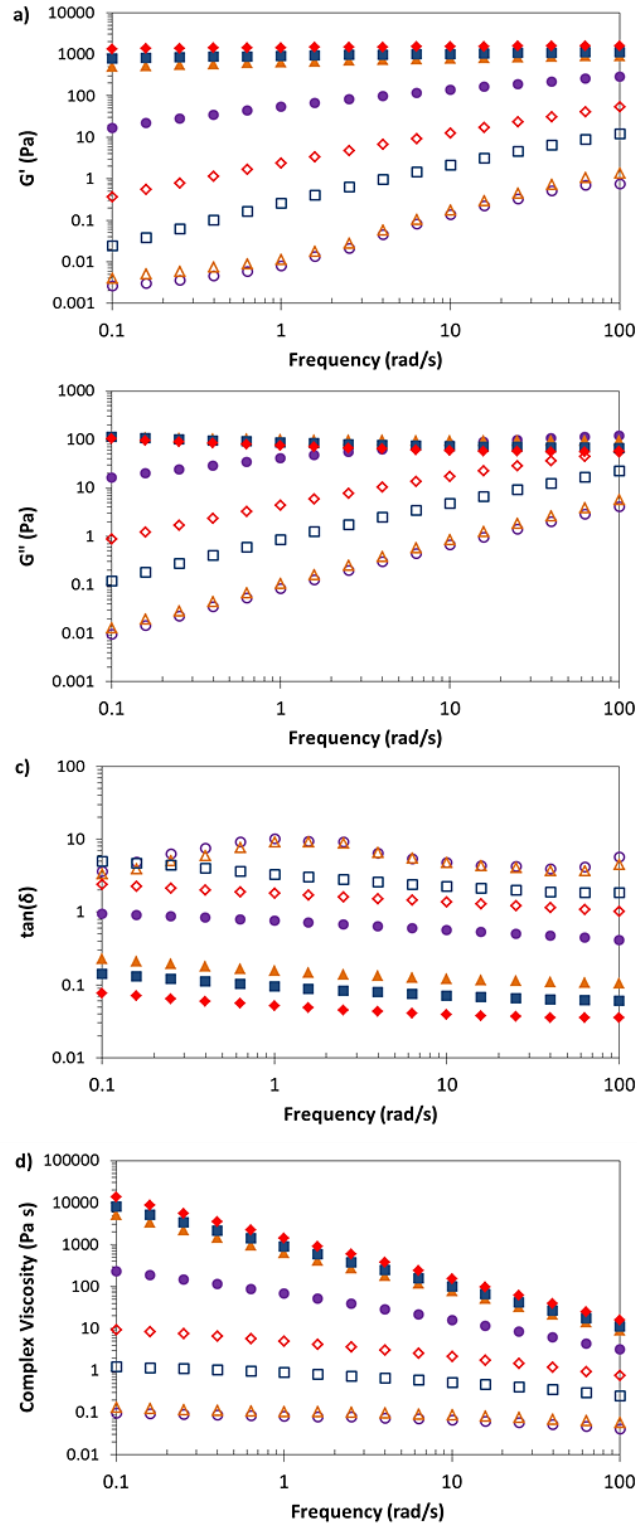 a)
10000
1000
100
10
1
0.1
0.01
0.001
G' (Pa)
0.1 1 10 100
Frequency (rad/s)
1000
100
10
1
0.1
0.01
0.001
G" (Pa)
0.1 1 10 100
Frequency (rad/s)
c)
100
10
1
0.1
0.01
tan(δ)
0.1 1 10 100
Frequency (rad/s)
d)
100000
10000
1000
100
10
1
0.1
0.01
Complex Viscosity (Pa s)
0.1 1 10 100
Frequency (rad/s)